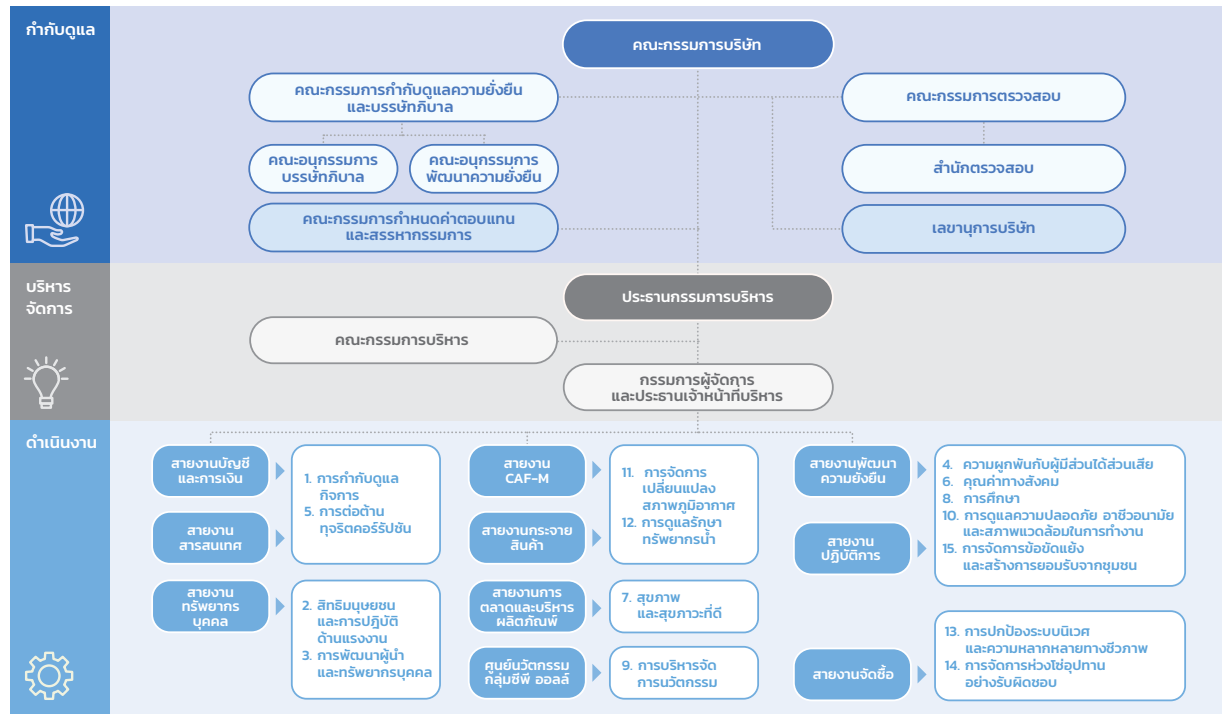 กำกับดูแล
คณะกรรมการบริษัท
คณะกรรมการกำกับดูแลความยั่งยืน
และบรรษัทภิบาล
คณะกรรมการตรวจสอบ
คณะอนุกรรมการ
บรรษัทภิบาล
คณะอนุกรรมการ
พัฒนาความยั่งยืน
สำนักตรวจสอบ
คณะกรรมการกำหนดค่าตอบแทน
และสรรหากรรมการ
เลขานุการบริษัท
บริหาร
จัดการ
ประธานกรรมการบริหาร
คณะกรรมการบริหาร
กรรมการผู้จัดการ
และประธานเจ้าหน้าที่บริหาร
ดำเนินงาน
สายงานบัญชี
และการเงิน
สายงาน
สารสนเทศ
1. การกำกับดูแล
กิจการ
5. การต่อต้าน
ทุจริตคอร์รัปชัน
สายงาน
ทรัพยากร
บุคคล
2. สิทธิมนุษยชน
และการปฎิบัติ
ด้านแรงงาน
3. การพัฒนาผู้นำ
และทรัพยากรบุคคล
สายงาน
CAF-M
สายงานกระจาย
สินค้า
11. การจัดการ
เปลี่ยนแปลง
สภาพภูมิอากาศ
12. การดูแลรักษา
ทรัพยากรน้ำ
สายงานการ
ตลาดและบริหาร
ผลิตภัณฑ์
7. สุขภาพ
และสุขภาวะที่ดี
ศูนย์นวัตกรรม
กลุ่มซีพี ออลล์
9. การบริหารจัด
การนวัตกรรม
สายงานพัฒนา
ความยั่งยืน
สายงาน
ปฏิบัติการ
4. ความผูกพันกับผู้มีส่วนได้ส่วนเสีย
6. คุณค่าทางสังคม
8. การศึกษา
10. การดูแลความปลอดภัย อาชีวอนามัย
และสภาพแวดล้อมในการทำงาน
15. การจัดการข้อขัดแย้ง
และสร้างการยอมรับจากชุมชน
สายงานจัดซื้อ
13. การปกป้องระบบนิเวศ
และความหลากหลายทางชีวภาพ
14. การจัดการห่วงโซ่อุปทาน
อย่างรับผิดชอบ